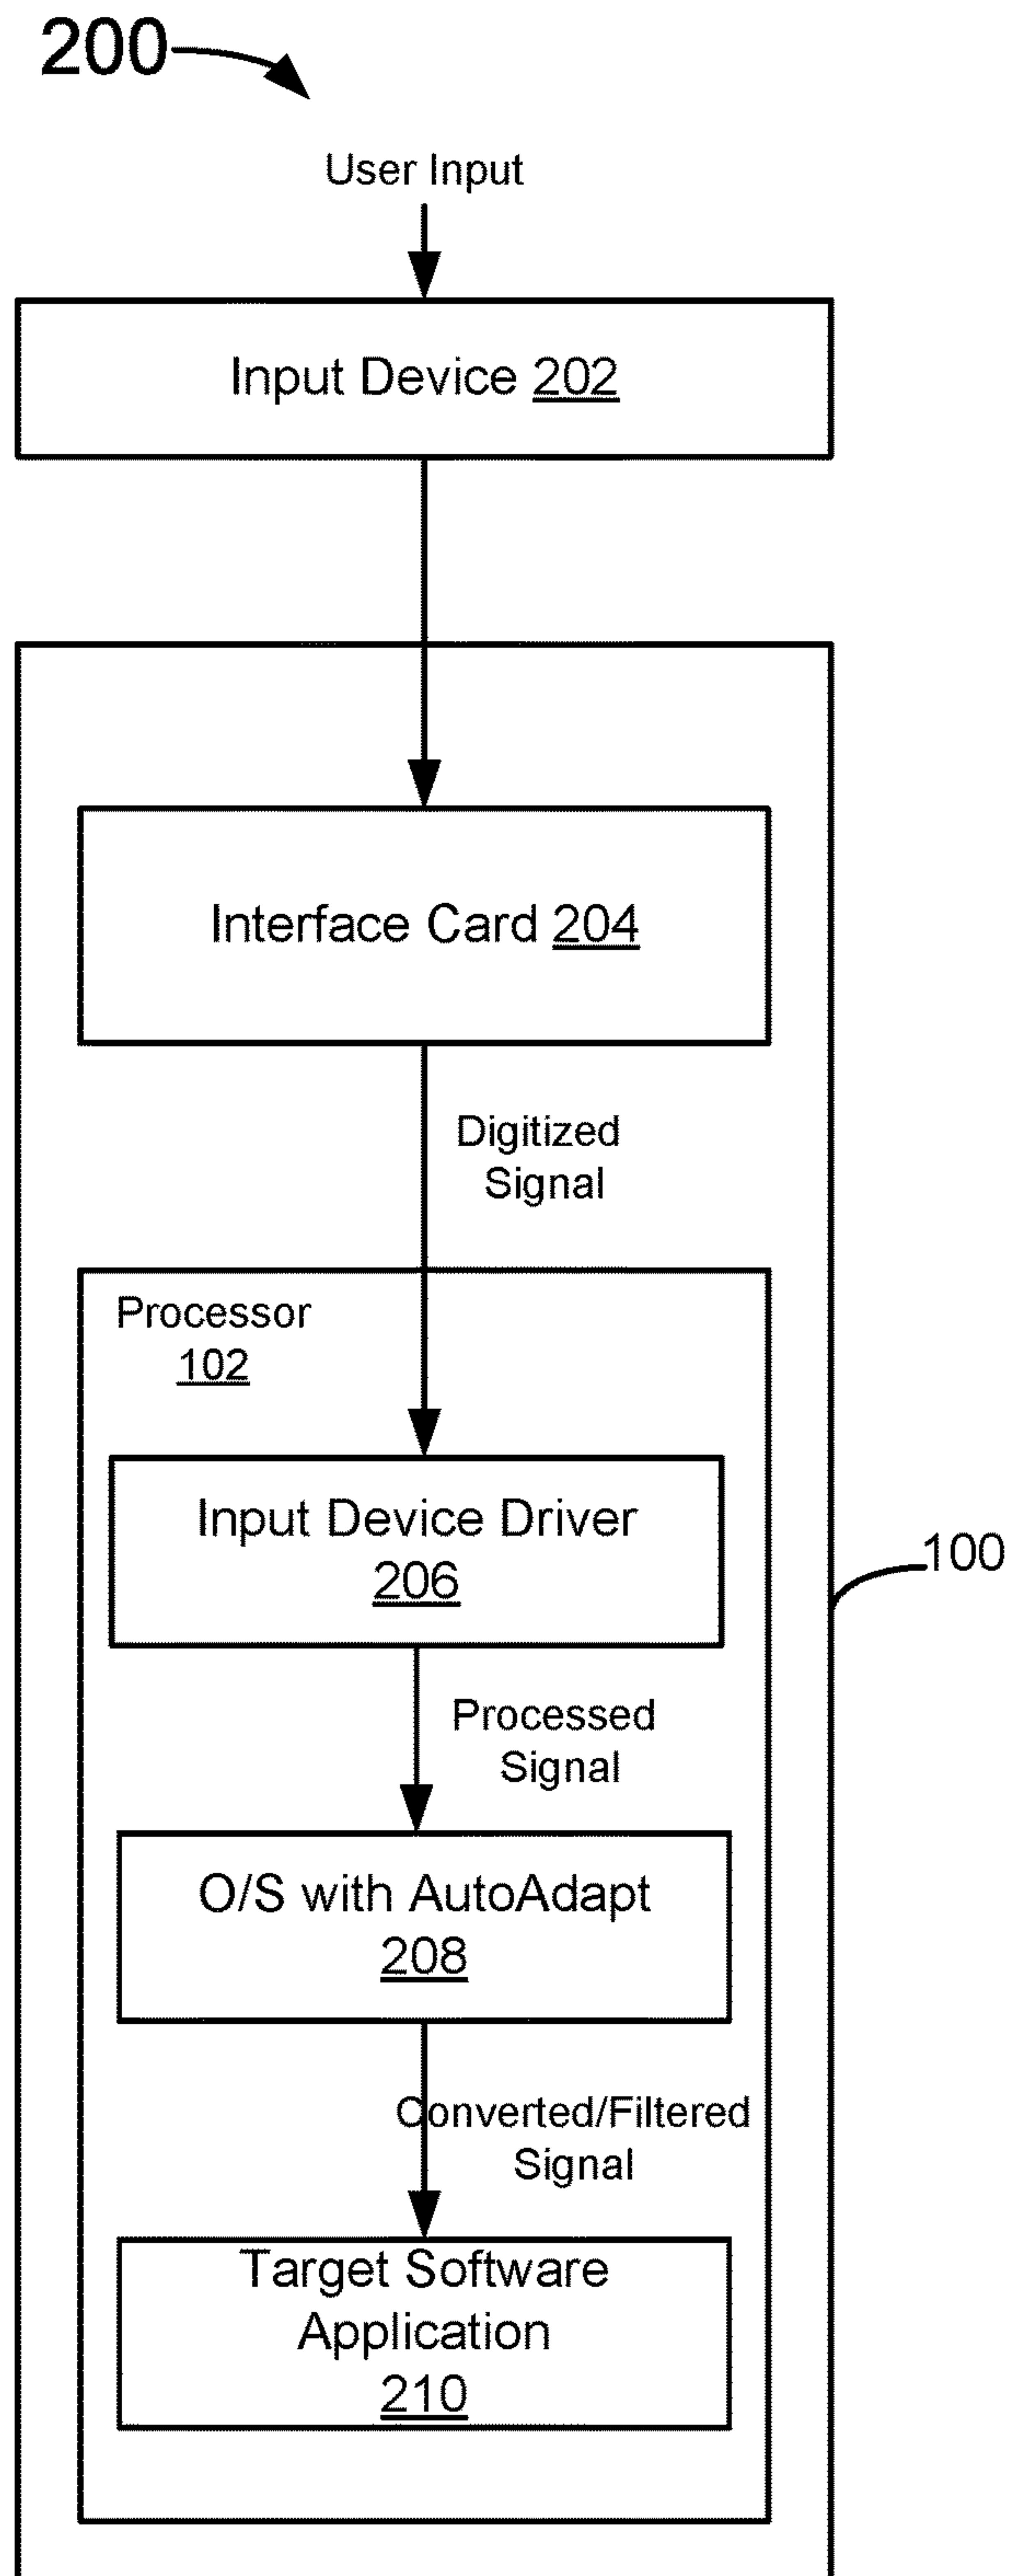 200
User Input
Input Device 202
Interface Card 204
Digitized
Signal
Processor
102
Input Device Driver
206
100
Processed
Signal
O/S with AutoAdapt
208
Converted/Filtered
Signal
Target Software
Application
210